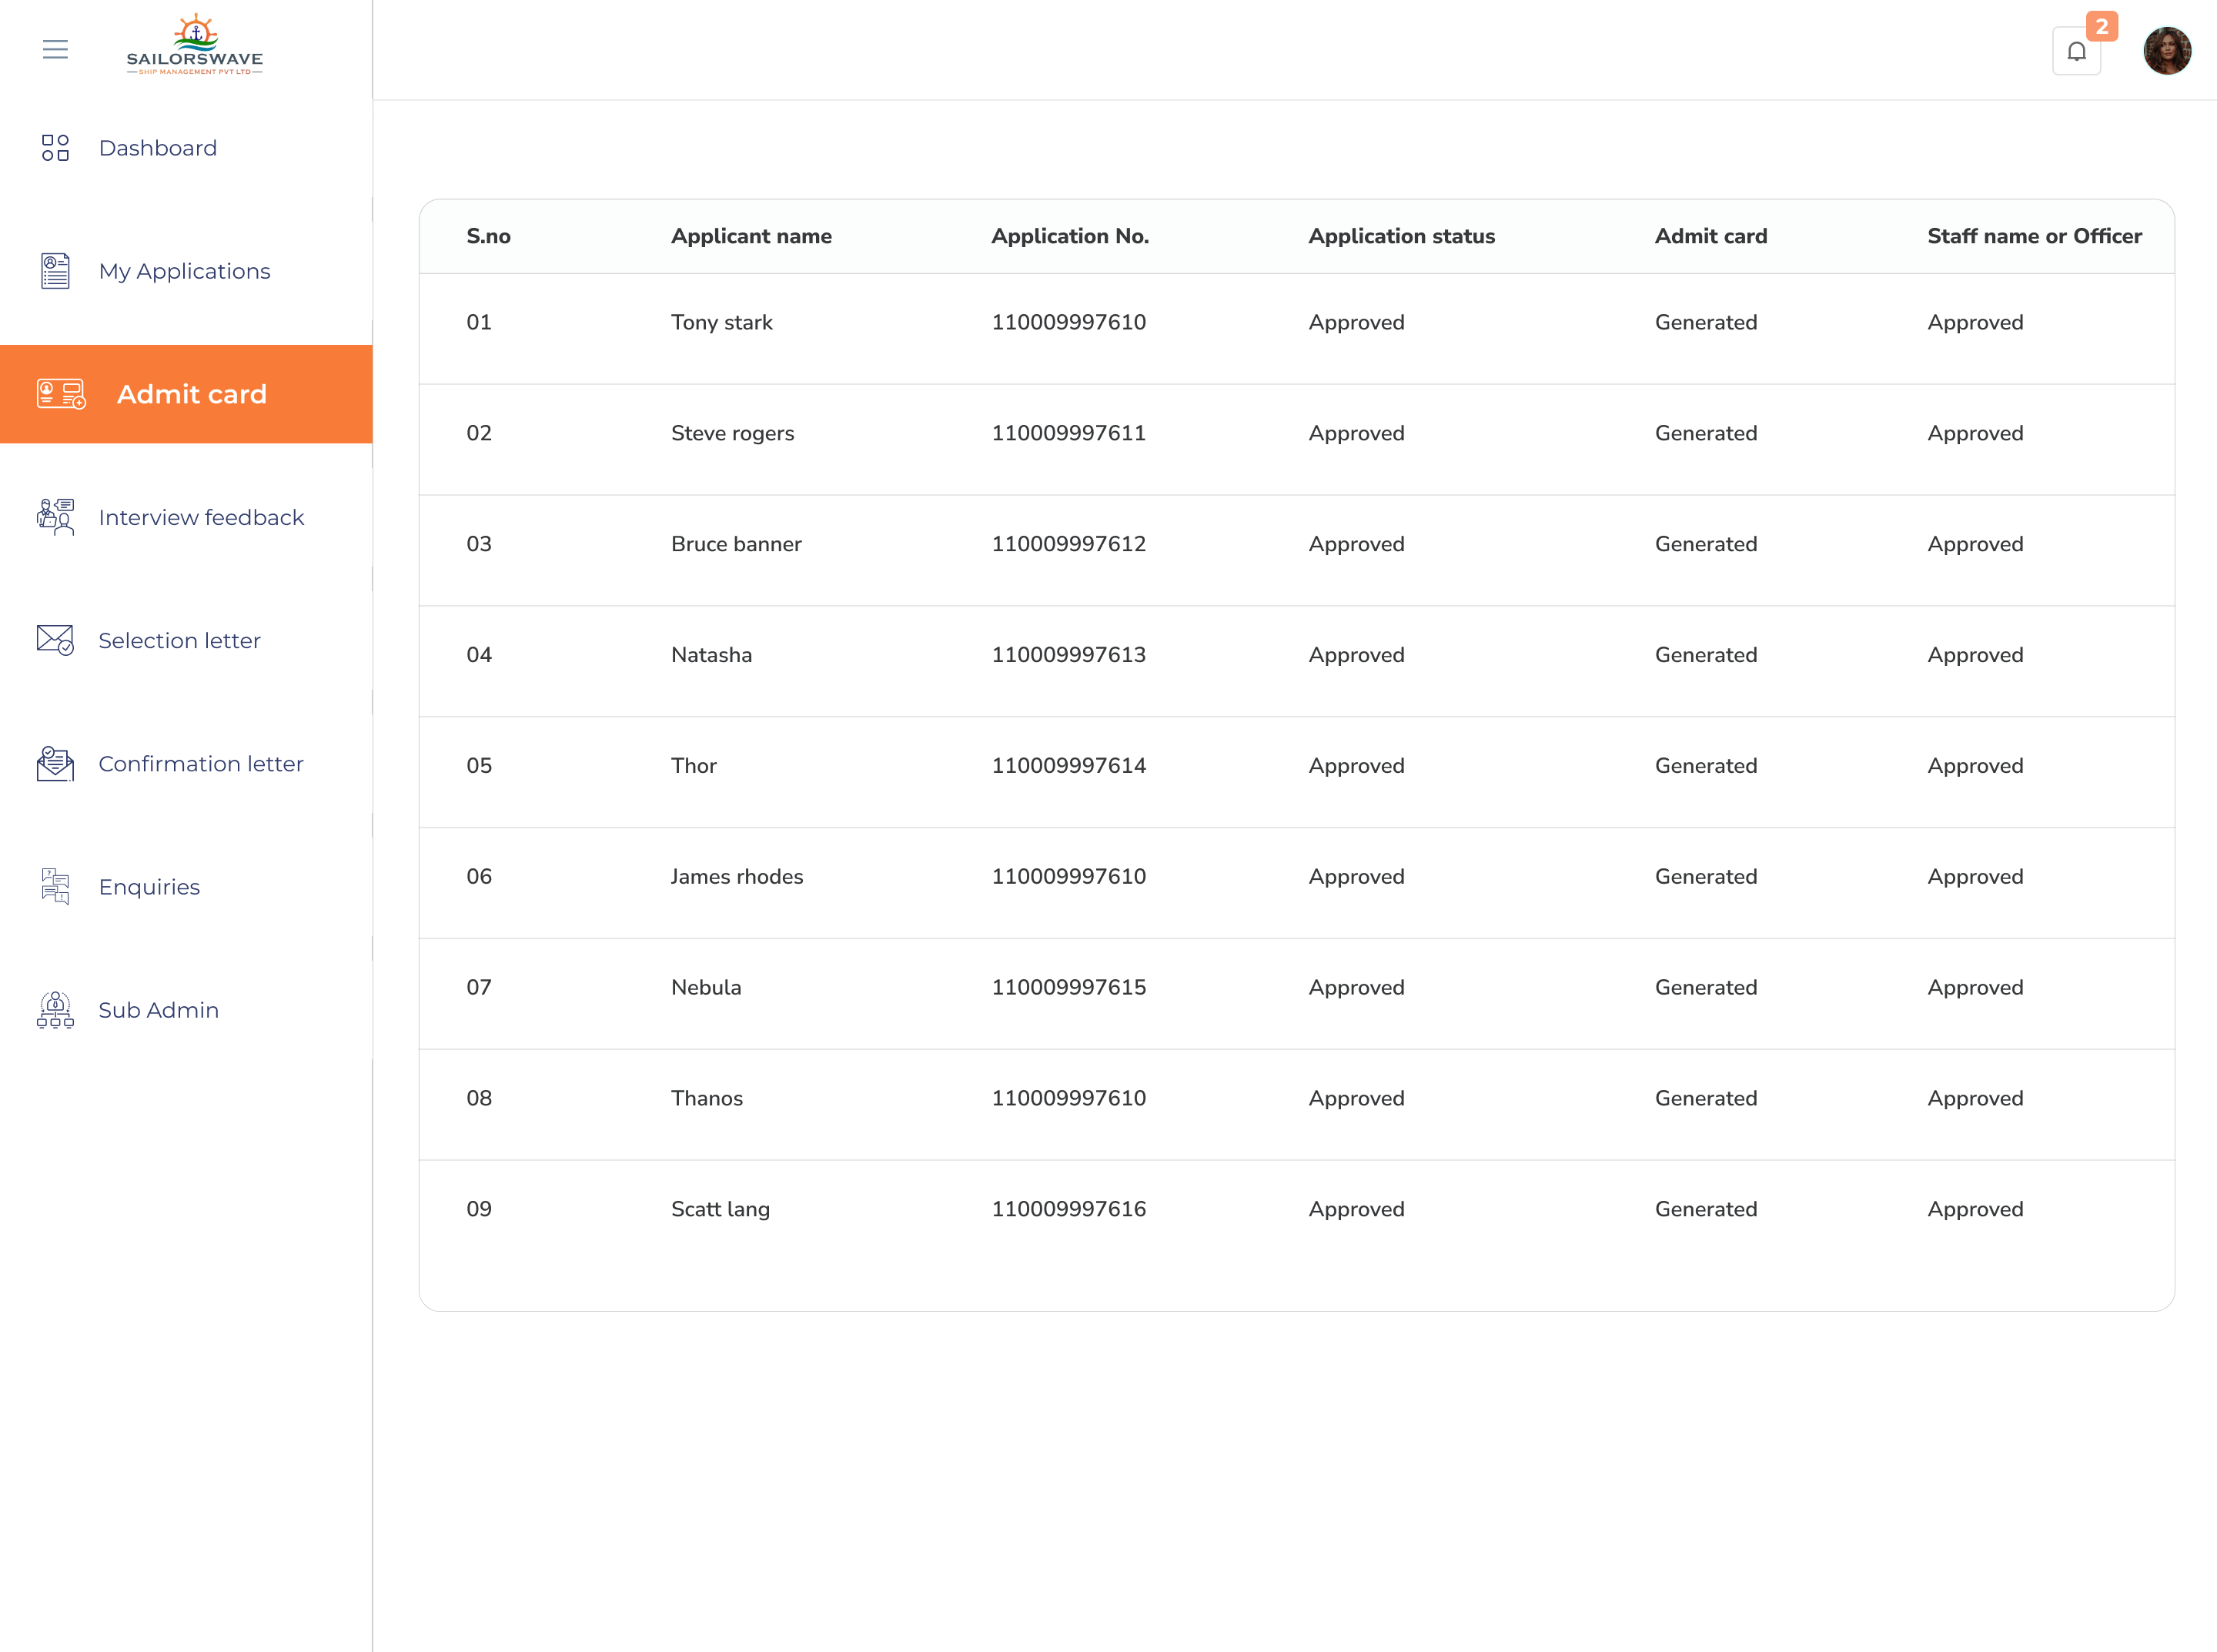 SAILORSWAVE
SHIP MANAGEMENT PVT LTD
2
Dashboard
My Applications
Admit card
Interview feedback
Selection letter
Confirmation letter
Enquiries
Sub Admin
S.no Applicant name Application No. Application status Admit card Staff name or Officer
01 Tony stark 110009997610 Approved Generated Approved
02 Steve rogers 110009997611 Approved Generated Approved
03 Bruce banner 110009997612 Approved Generated Approved
04 Natasha 110009997613 Approved Generated Approved
05 Thor 110009997614 Approved Generated Approved
06 James rhodes 110009997610 Approved Generated Approved
07 Nebula 110009997615 Approved Generated Approved
08 Thanos 110009997610 Approved Generated Approved
09 Scatt lang 110009997616 Approved Generated Approved